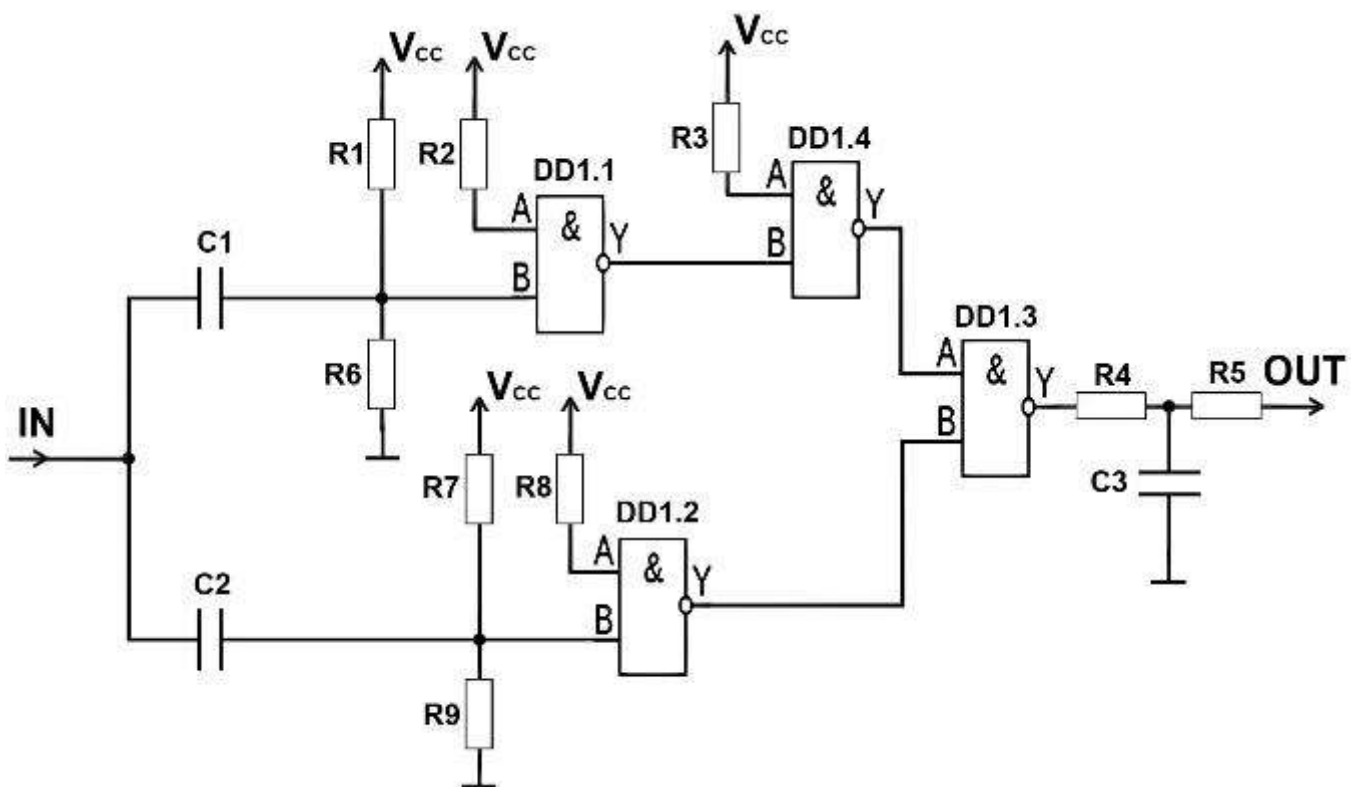 Vcc
Vcc
Vcc
R1
R2
R3
DD1.4
DD1.1
A
&
Y
A
&
Y
C1
B
B
DD1.3
R6
Vcc
Vcc
A
&
Y
R4
R5
OUT
IN
B
R7
R8
C3
DD1.2
A
&
Y
C2
B
R9